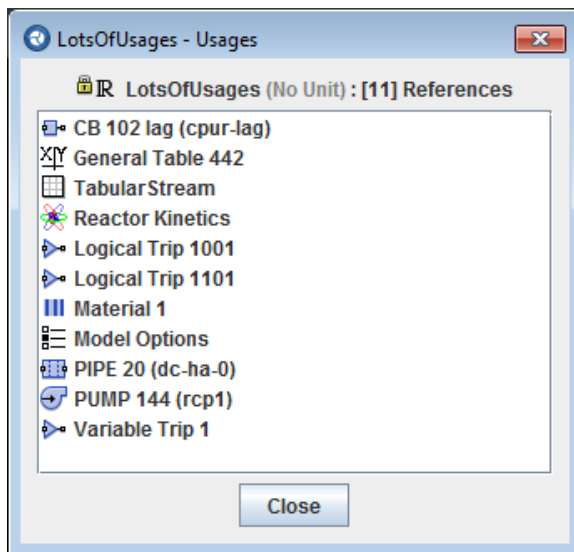 LotsOfUsages - Usages
ℝ LotsOfUsages (No Unit) : [11] References
CB 102 lag (cpur-lag)
General Table 442
TabularStream
Reactor Kinetics
Logical Trip 1001
Logical Trip 1101
Material 1
Model Options
PIPE 20 (dc-ha-0)
PUMP 144 (rcp1)
Variable Trip 1
Close